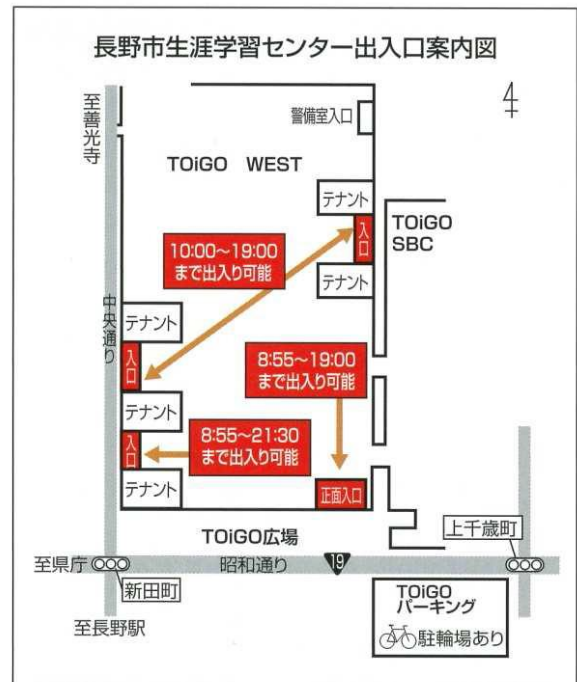 長野市生涯学習センター出入口案内図
至善光寺
警備室入口
TOiGO WEST
テナント
TOiGO
SBC
入口
10:00〜19:00
まで出入り可能
テナント
中央通り
テナント
入口
8:55〜19:00
まで出入り可能
テナント
入口
8:55〜21:30
まで出入り可能
テナント
正面入口
TOiGO広場
上千歳町
至県庁
昭和通り
19
新田町
TOiGO
パーキング
駐輪場あり
至長野駅